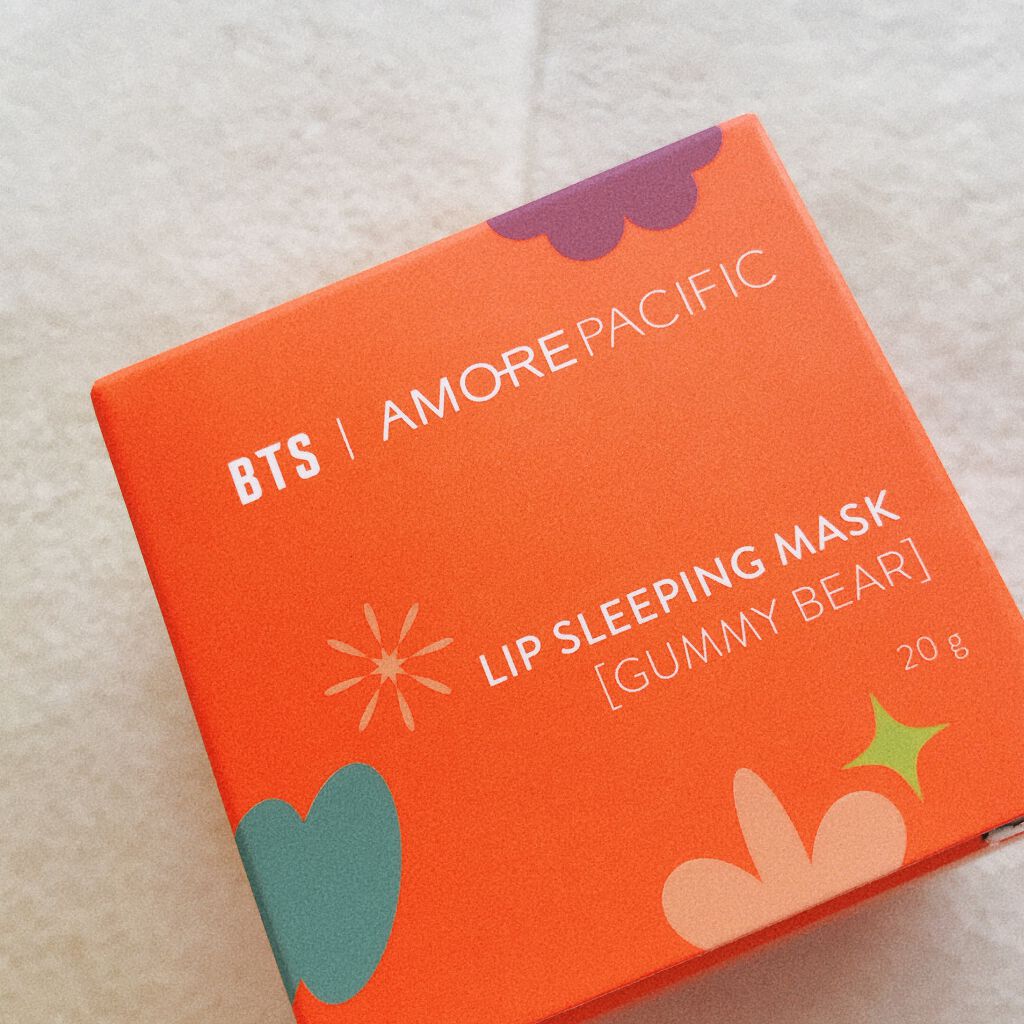 BTS | AMOREPACIFIC
LIP SLEEPING MASK
[GUMMY BEAR]
20 g